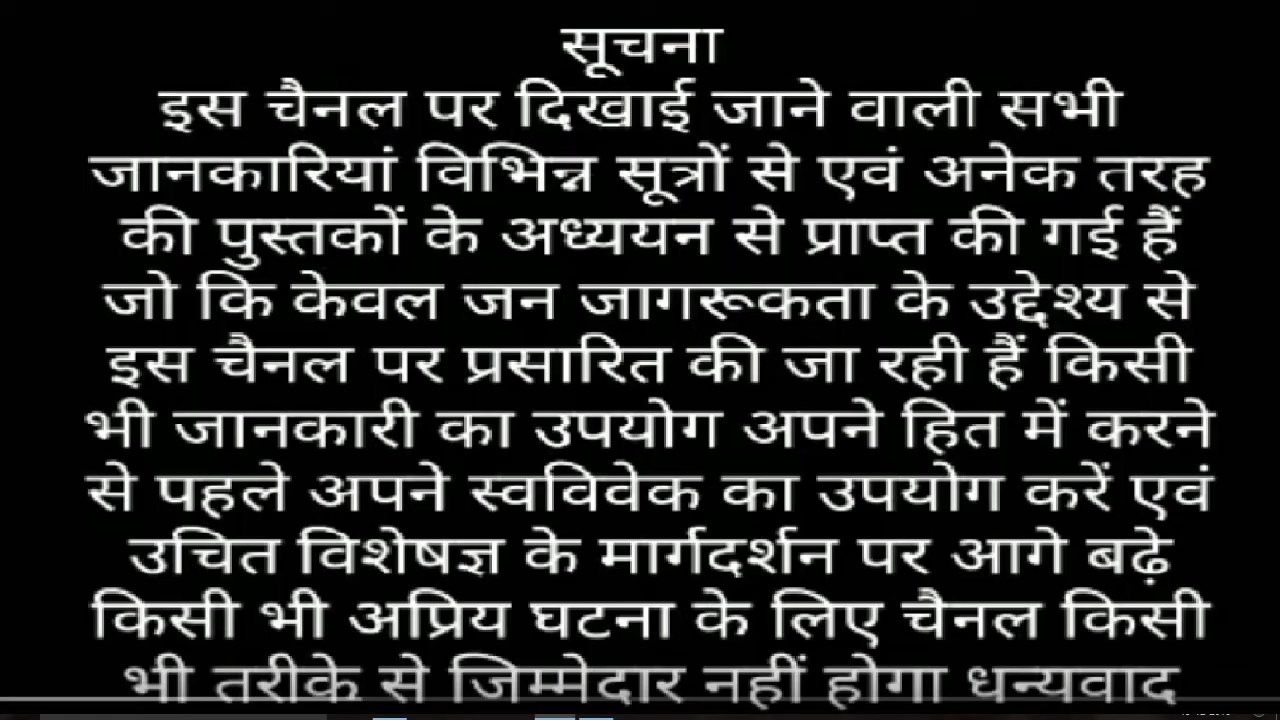 सूचना
इस चैनल पर दिखाई जाने वाली सभी
जानकारियां विभिन्न सूत्रों से एवं अनेक तरह
की पुस्तकों के अध्ययन से प्राप्त की गई हैं
जो कि केवल जन जागरूकता के उद्देश्य से
इस चैनल पर प्रसारित की जा रही हैं किसी
भी जानकारी का उपयोग अपने हित में करने
से पहले अपने स्वविवेक का उपयोग करें एवं
उचित विशेषज्ञ के मार्गदर्शन पर आगे बढ़े
किसी भी अप्रिय घटना के लिए चैनल किसी
भी तरीके से जिम्मेदार नहीं होगा धन्यवाद